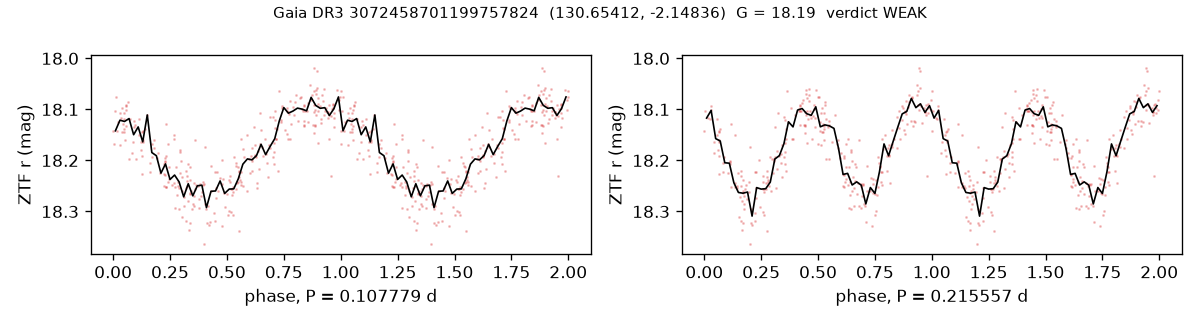 Gaia DR3 3072458701199757824  (130.65412, -2.14836)  G = 18.19  verdict WEAK
18.0
18.1
18.2
18.3
ZTF r (mag)
0.00 0.25 0.50 0.75 1.00 1.25 1.50 1.75 2.00
phase, P = 0.107779 d
18.0
18.1
18.2
18.3
ZTF r (mag)
0.00 0.25 0.50 0.75 1.00 1.25 1.50 1.75 2.00
phase, P = 0.215557 d